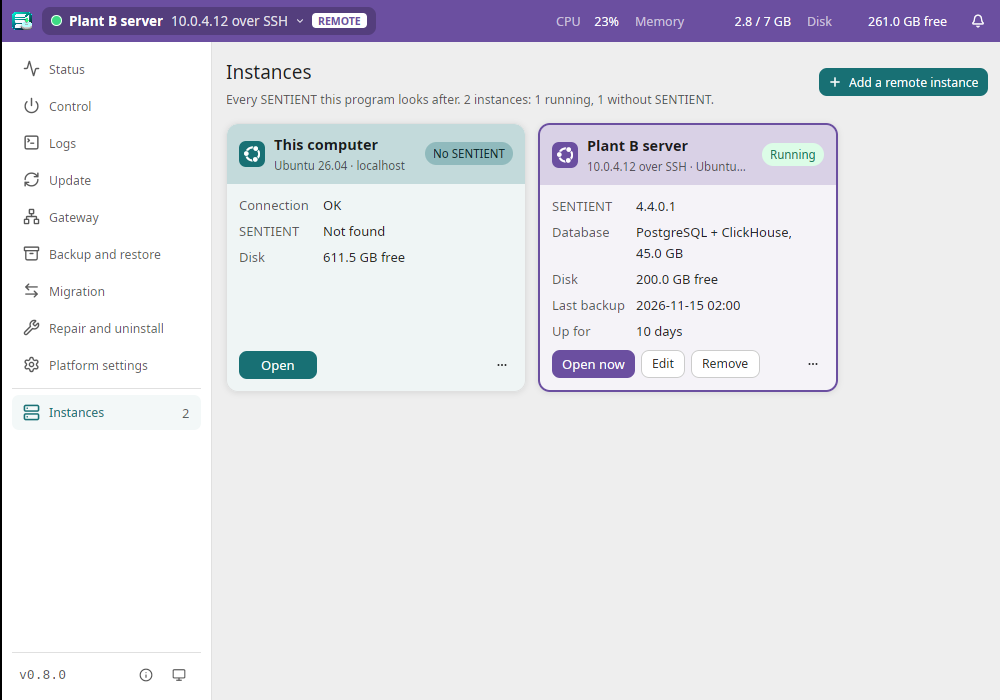 Plant B server 10.0.4.12 over SSH REMOTE
CPU 23% Memory 2.8 / 7 GB Disk 261.0 GB free
Status
Control
Logs
Update
Gateway
Backup and restore
Migration
Repair and uninstall
Platform settings
Instances 2
v0.8.0
Instances
Every SENTIENT this program looks after. 2 instances: 1 running, 1 without SENTIENT.
+ Add a remote instance
This computer
Ubuntu 26.04 · localhost
No SENTIENT
Connection OK
SENTIENT Not found
Disk 611.5 GB free
Open ...
Plant B server
10.0.4.12 over SSH · Ubuntu...
Running
SENTIENT 4.4.0.1
Database PostgreSQL + ClickHouse,
45.0 GB
Disk 200.0 GB free
Last backup 2026-11-15 02:00
Up for 10 days
Open now Edit Remove ...